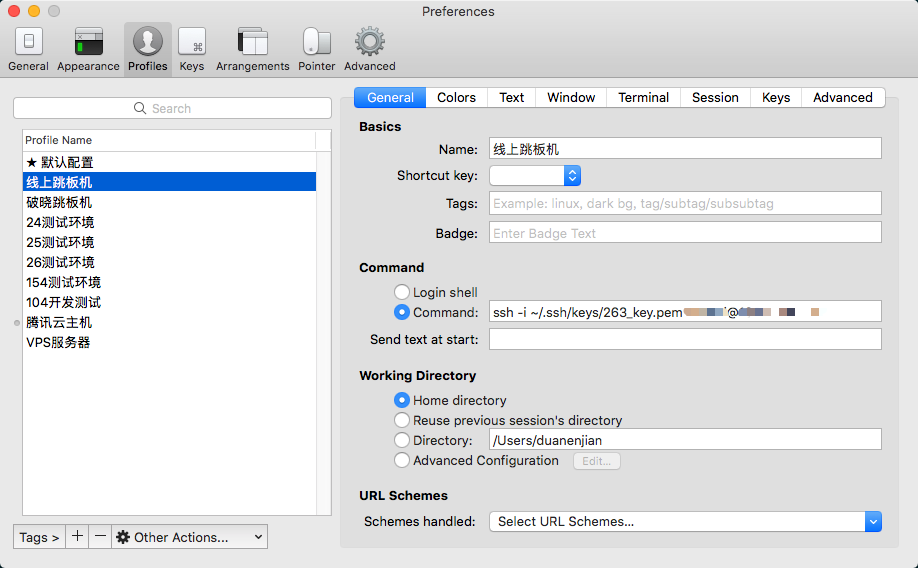 Preferences
General Appearance Profiles Keys Arrangements Pointer Advanced
Search
Profile Name
★ 默认配置
线上跳板机
破晓跳板机
24测试环境
25测试环境
26测试环境
154测试环境
104开发测试
腾讯云主机
VPS服务器
Tags > + − Other Actions...
General Colors Text Window Terminal Session Keys Advanced
Basics
Name: 线上跳板机
Shortcut key:
Tags: Example: linux, dark bg, tag/subtag/subsubtag
Badge: Enter Badge Text
Command
Login shell
Command: ssh -i ~/.ssh/keys/263_key.pem @
Send text at start:
Working Directory
Home directory
Reuse previous session's directory
Directory: /Users/duanenjian
Advanced Configuration Edit...
URL Schemes
Schemes handled: Select URL Schemes...